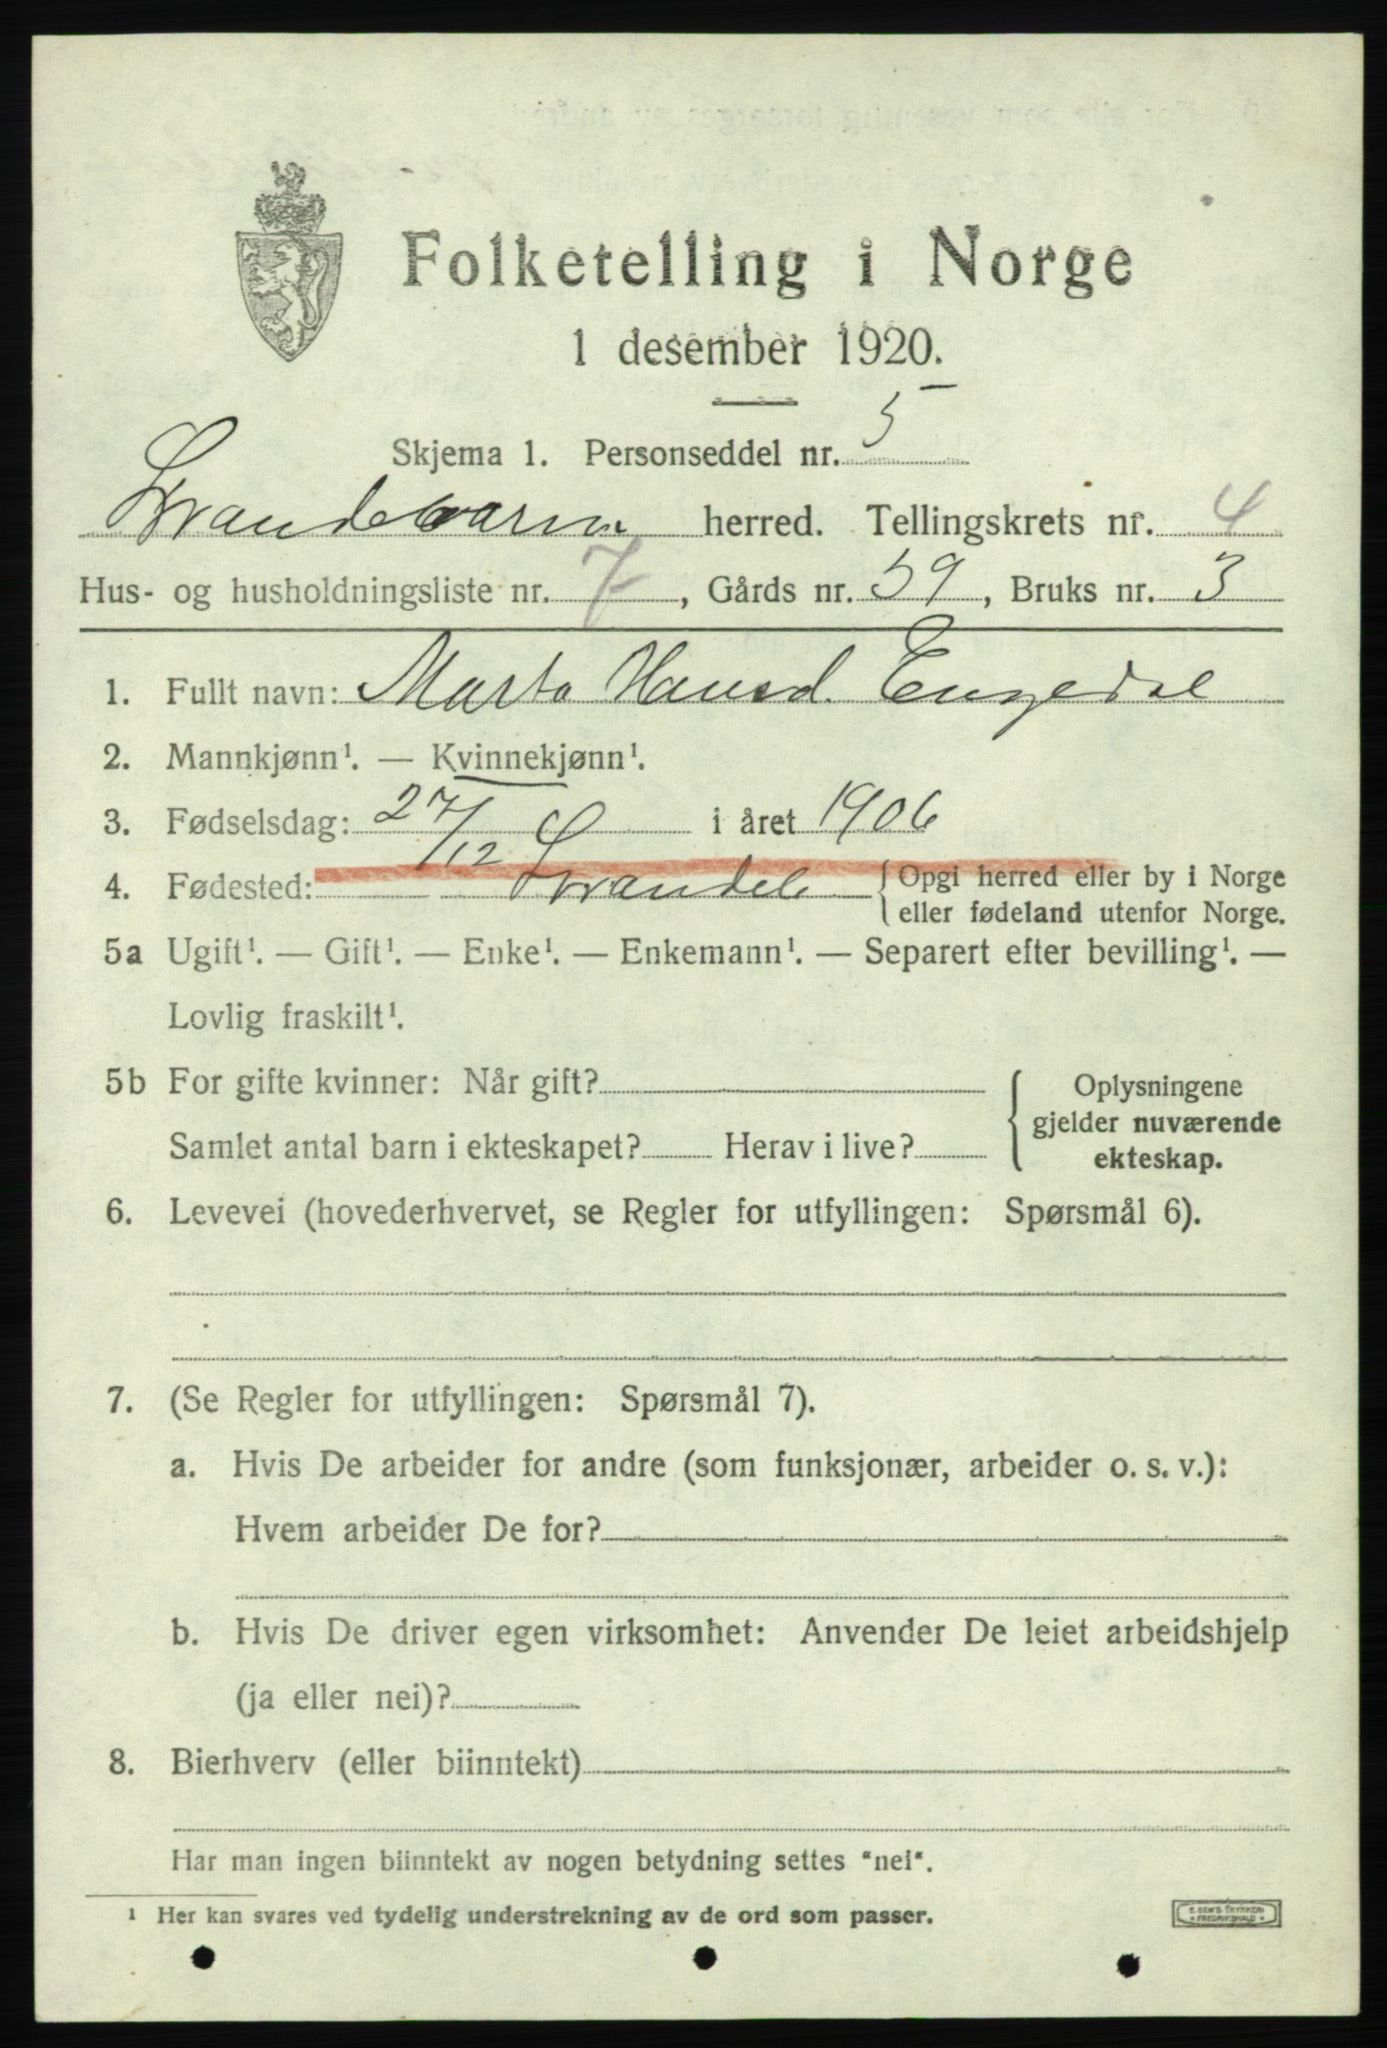 Folketelling i Norge
1 desember 1920.
Skjema 1. Personseddel nr. 5
Strandebarm herred. Tellingskrets nr. 4
Hus- og husholdningsliste nr. 7, Gårds nr. 59, Bruks nr. 3
1. Fullt navn: Marta Hansd. Engedal
2. Mannkjønn¹. — Kvinnekjønn¹.
3. Fødselsdag: 27/12 i året 1906
4. Fødested: Strandeb { Opgi herred eller by i Norge
eller fødeland utenfor Norge.
5a Ugift¹. — Gift¹. — Enke¹. — Enkemann¹. — Separert efter bevilling¹. —
Lovlig fraskilt¹.
5b For gifte kvinner: Når gift?
Samlet antal barn i ekteskapet? Herav i live?
Oplysningene
gjelder nuværende
ekteskap.
6. Levevei (hovederhvervet, se Regler for utfyllingen: Spørsmål 6).
7. (Se Regler for utfyllingen: Spørsmål 7).
a. Hvis De arbeider for andre (som funksjonær, arbeider o. s. v.):
Hvem arbeider De for?
b. Hvis De driver egen virksomhet: Anvender De leiet arbeidshjelp
(ja eller nei)?
8. Bierhverv (eller biinntekt)
Har man ingen biinntekt av nogen betydning settes "nei".
¹ Her kan svares ved tydelig understrekning av de ord som passer.